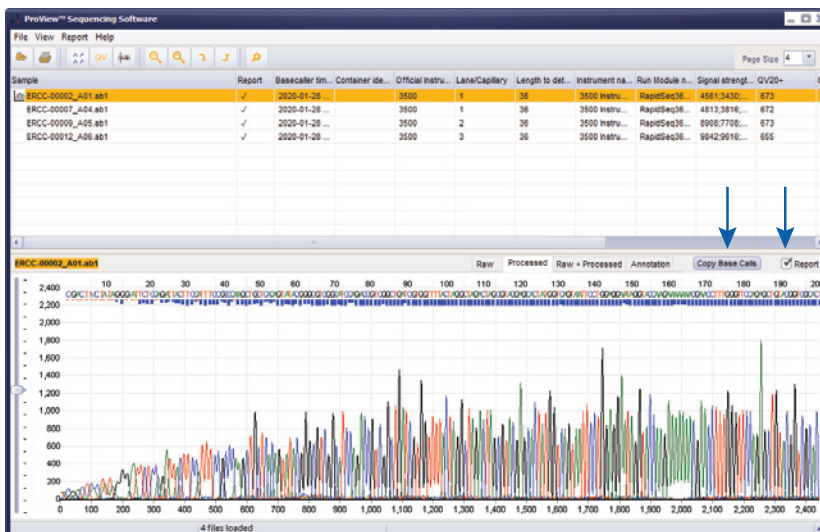 ProView™ Sequencing Software
File View Report Help
QV
Page Size 4
Sample Report Basecaller tim... Container ide... Official Instru... Lane/Capillary Length to det... Instrument na... Run Module n... Signal strengt... QV20+
ERCC-00002_A01.ab1 ✓ 2020-01-28 ... 3500 1 36 3500 Instru... RapidSeq36... 4561;3430;... 673
ERCC-00007_A04.ab1 ✓ 2020-01-28 ... 3500 1 36 3500 Instru... RapidSeq36... 4813;3816;... 672
ERCC-00009_A05.ab1 ✓ 2020-01-28 ... 3500 2 36 3500 Instru... RapidSeq36... 8908;7708;... 673
ERCC-00012_A06.ab1 ✓ 2020-01-28 ... 3500 3 36 3500 Instru... RapidSeq36... 9842;9616;... 655
ERCC-00002_A01.ab1 Raw Processed Raw + Processed Annotation Copy Base Calls Report
10 20 30 40 50 60 70 80 90 100 110 120 130 140 150 160 170 180 190
2,400
2,200
2,000
1,800
1,600
1,400
1,200
1,000
800
600
400
200
0
0 100 200 300 400 500 600 700 800 900 1,000 1,100 1,200 1,300 1,400 1,500 1,600 1,700 1,800 1,900 2,000 2,100 2,200 2,300 2,400
4 files loaded